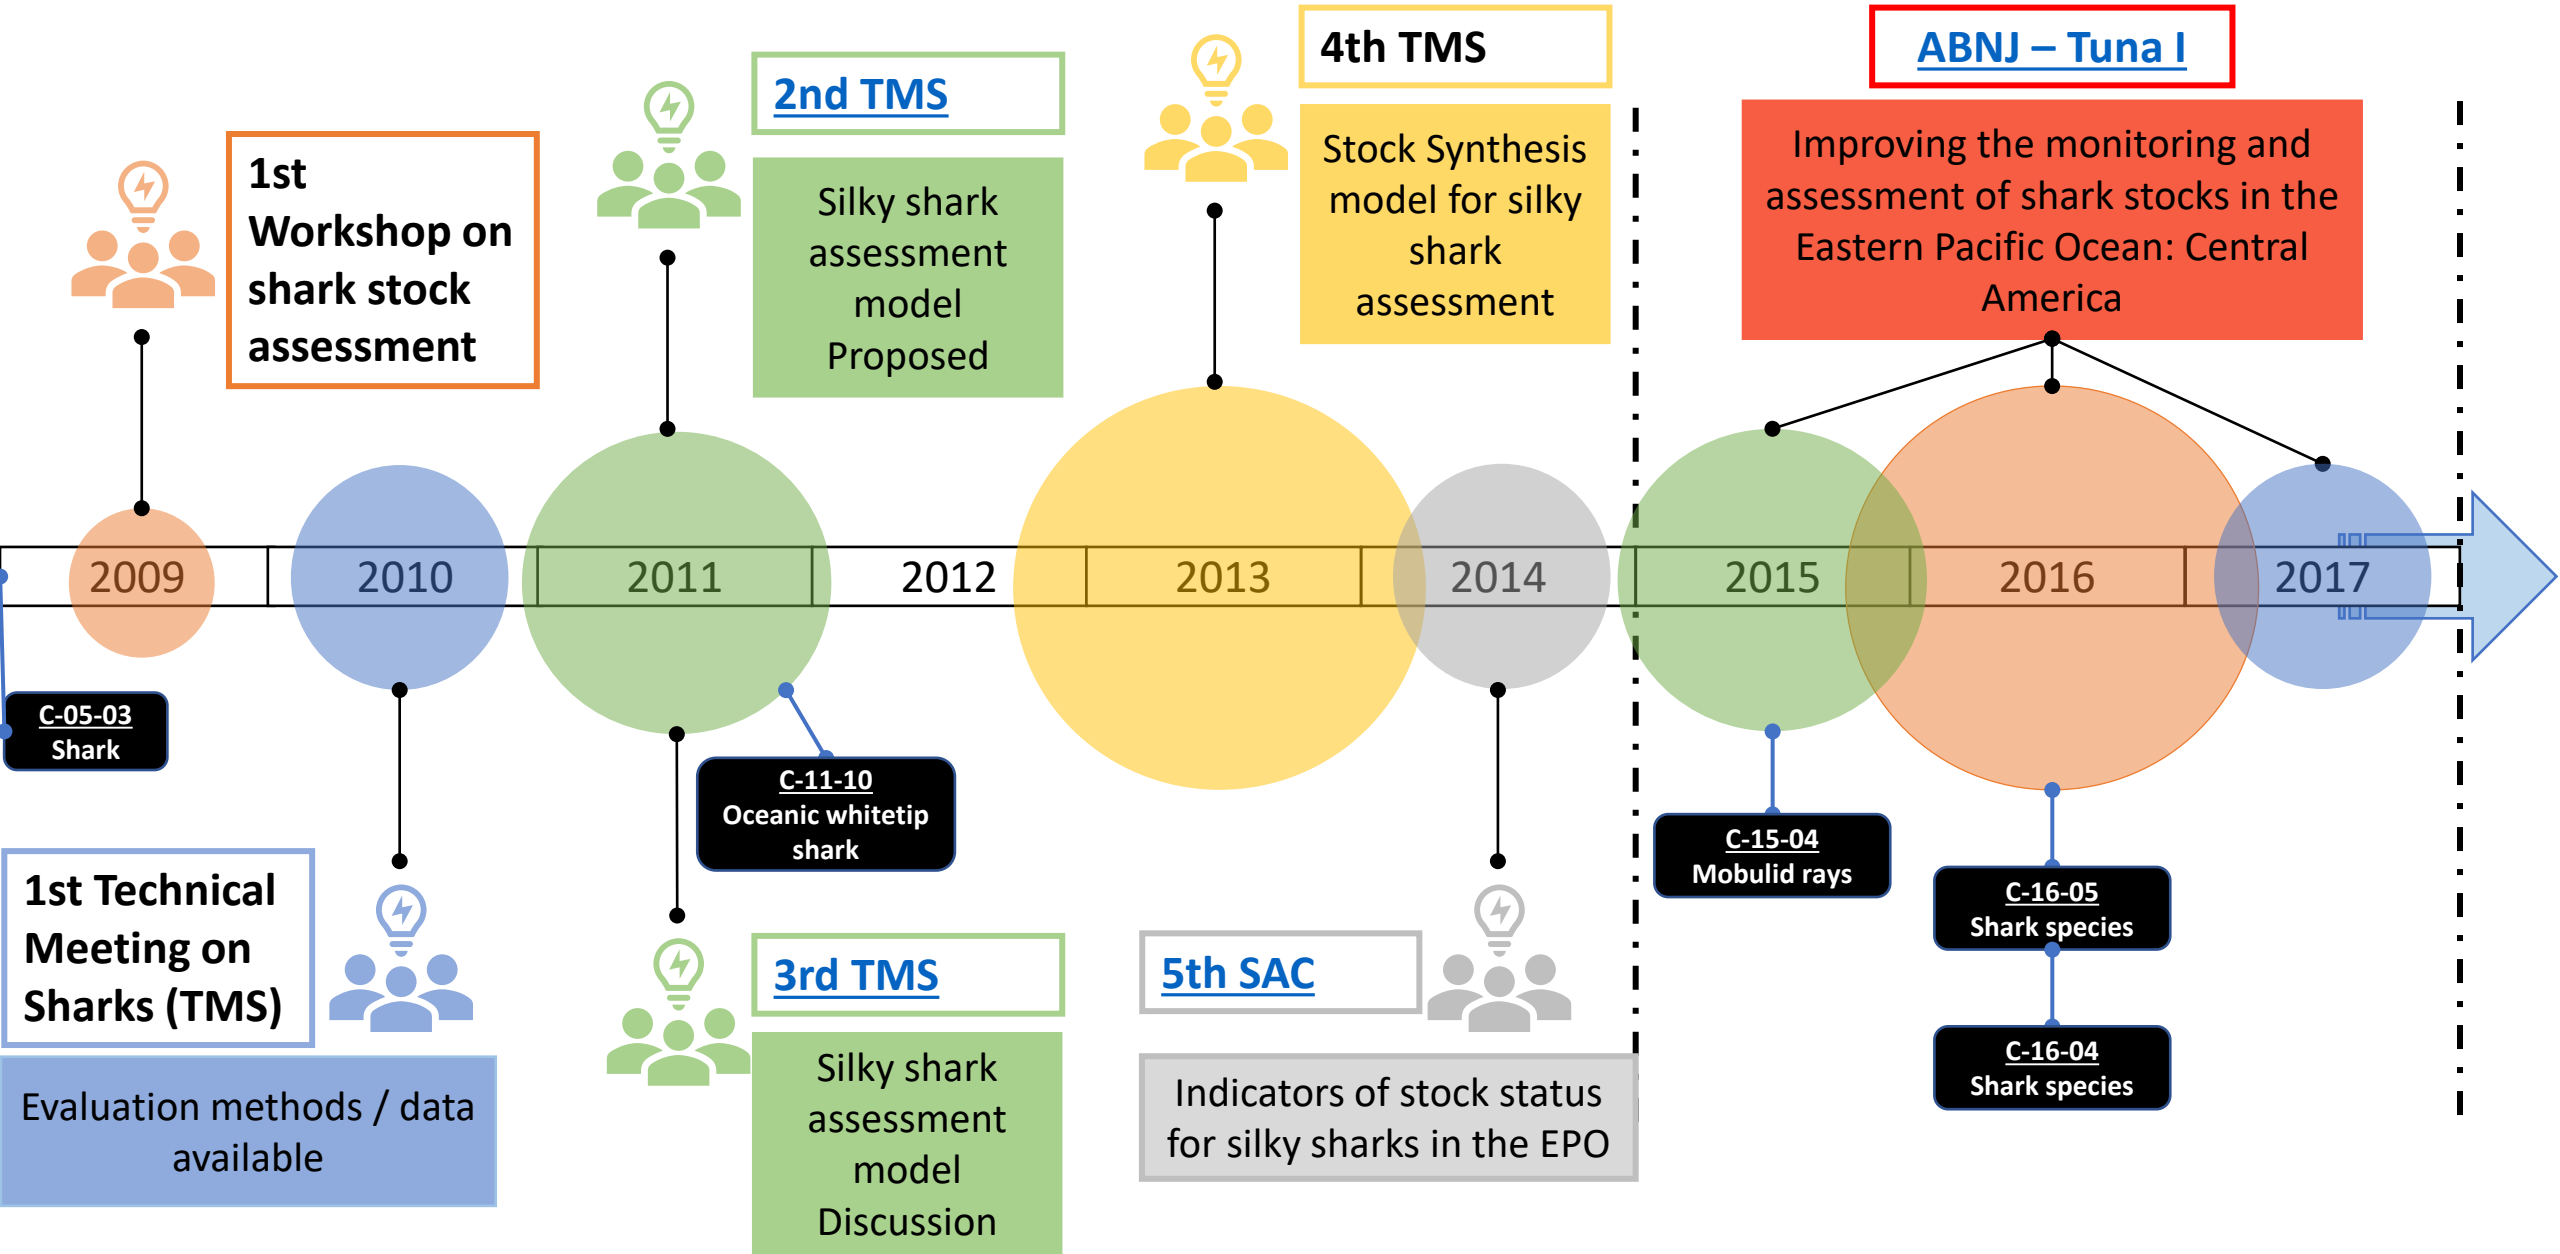 1st
Workshop on
shark stock
assessment
2nd TMS
Silky shark
assessment
model
Proposed
4th TMS
Stock Synthesis
model for silky
shark
assessment
ABNJ – Tuna I
Improving the monitoring and
assessment of shark stocks in the
Eastern Pacific Ocean: Central
America
2009
2010
2011
2012
2013
2014
2015
2016
2017
C-05-03
Shark
C-11-10
Oceanic whitetip
shark
C-15-04
Mobulid rays
C-16-05
Shark species
C-16-04
Shark species
1st Technical
Meeting on
Sharks (TMS)
Evaluation methods / data
available
3rd TMS
Silky shark
assessment
model
Discussion
5th SAC
Indicators of stock status
for silky sharks in the EPO